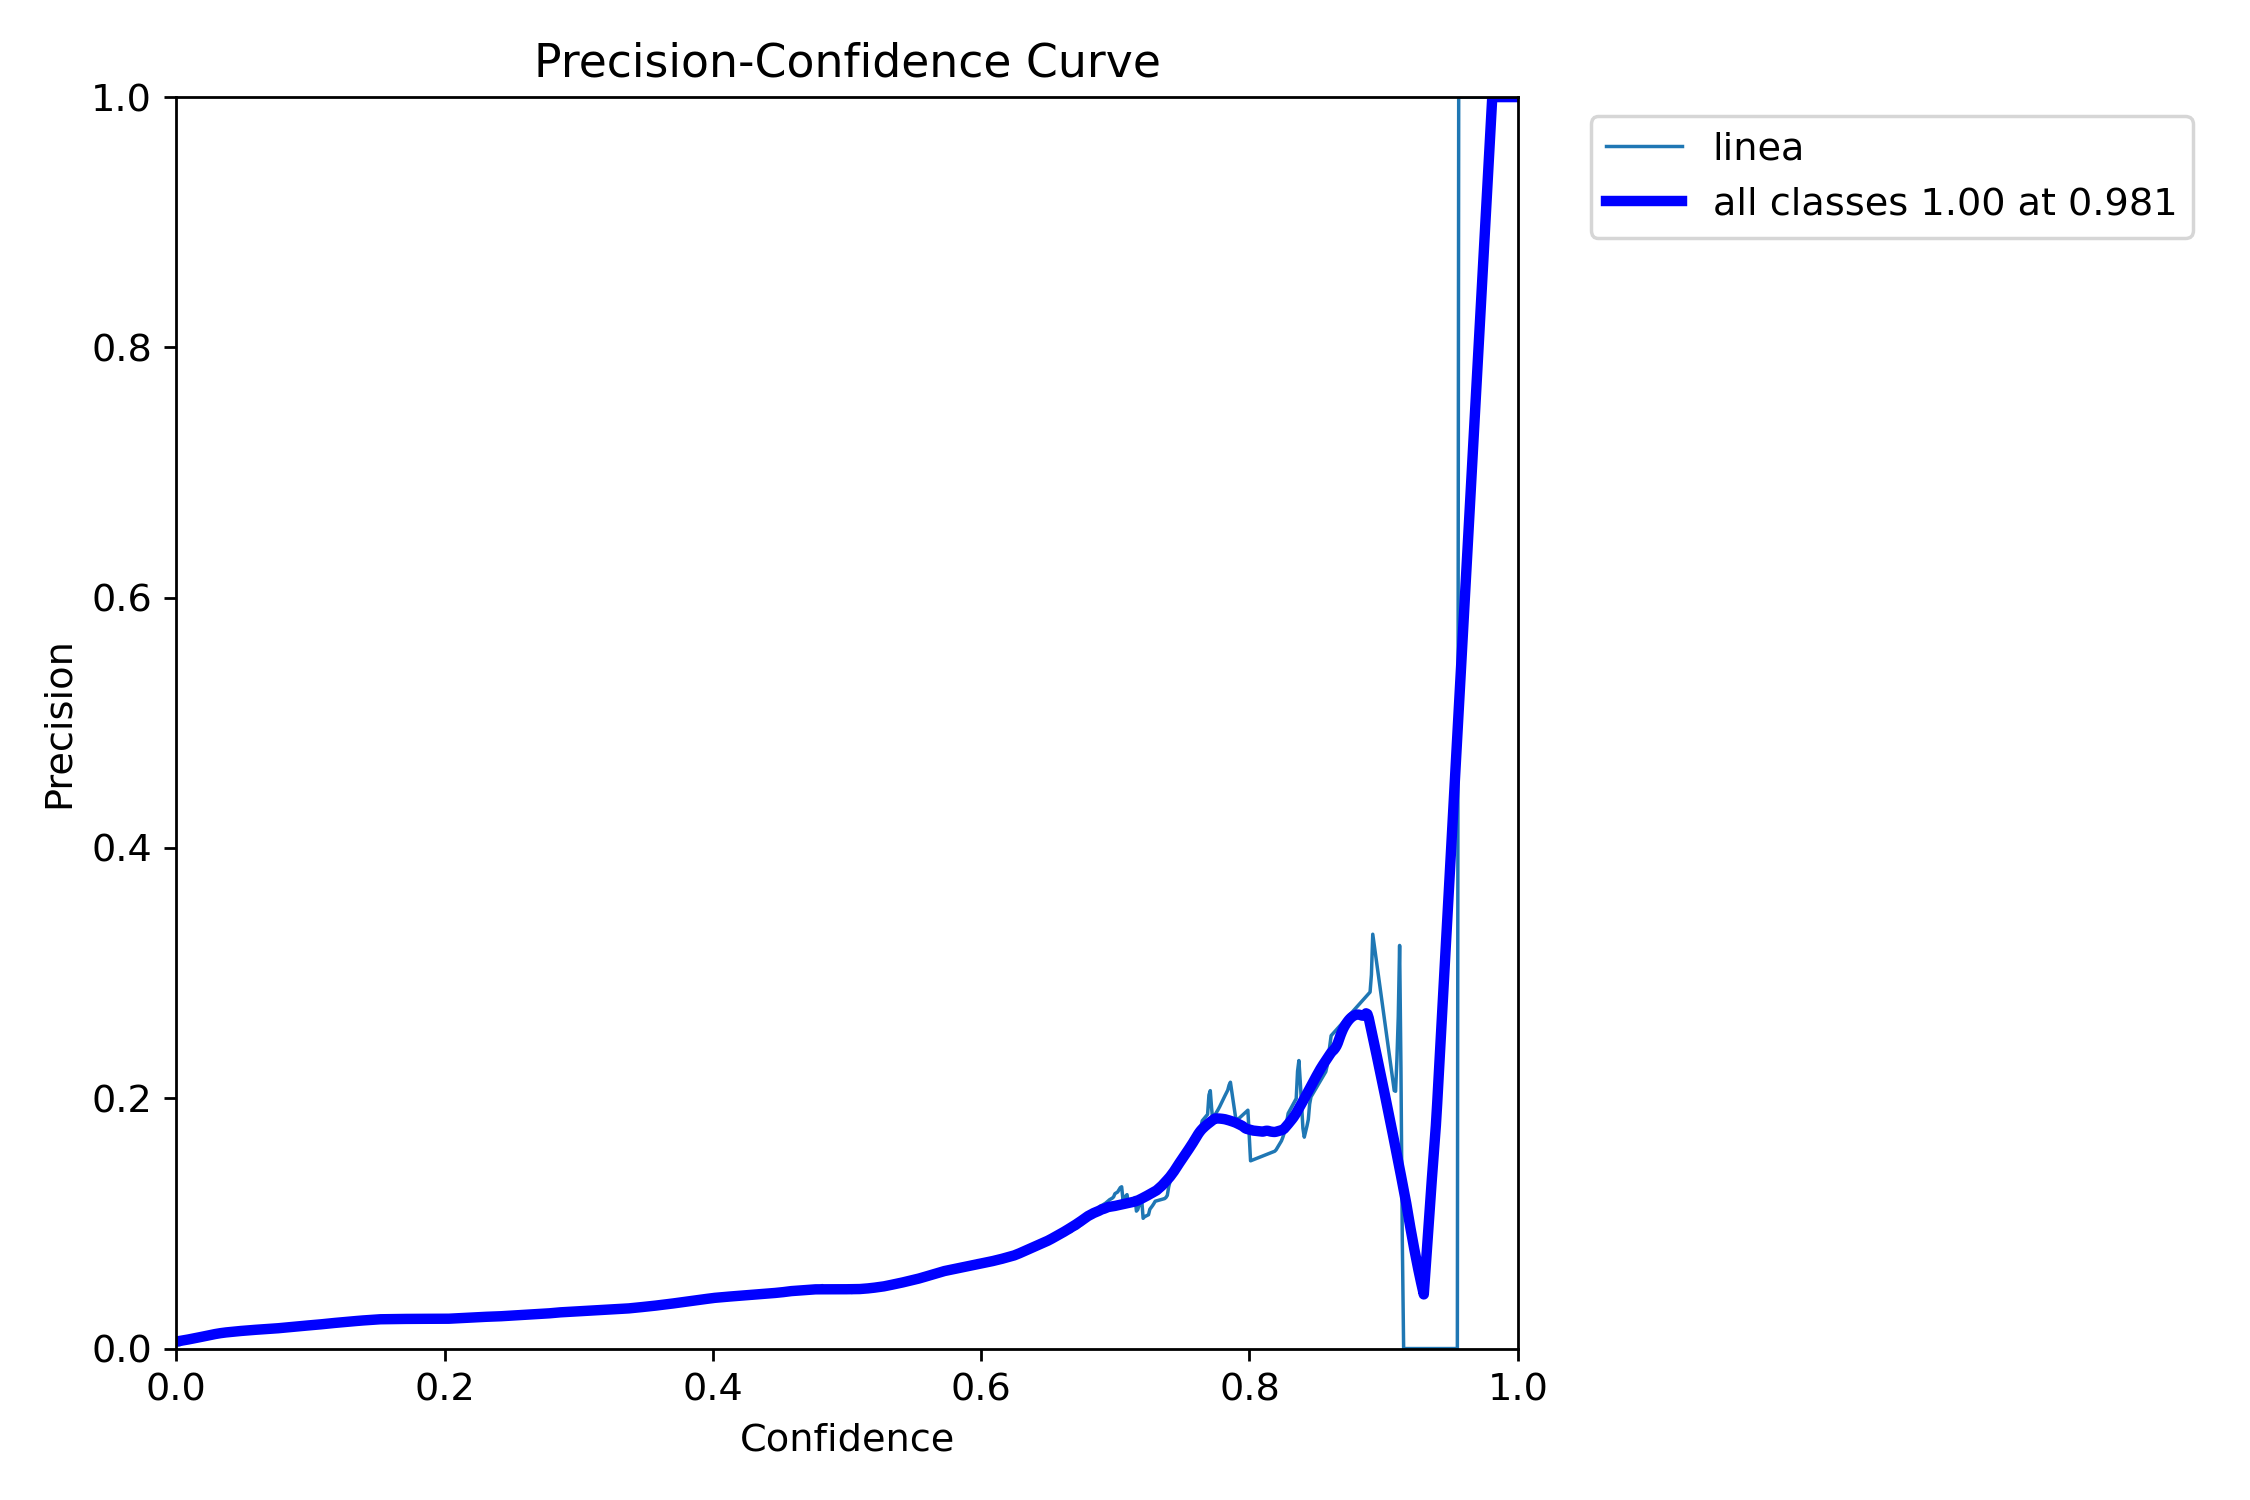 Precision-Confidence Curve
1.0
0.8
0.6
0.4
0.2
0.0
Precision
0.0 0.2 0.4 0.6 0.8 1.0
Confidence
linea
all classes 1.00 at 0.981